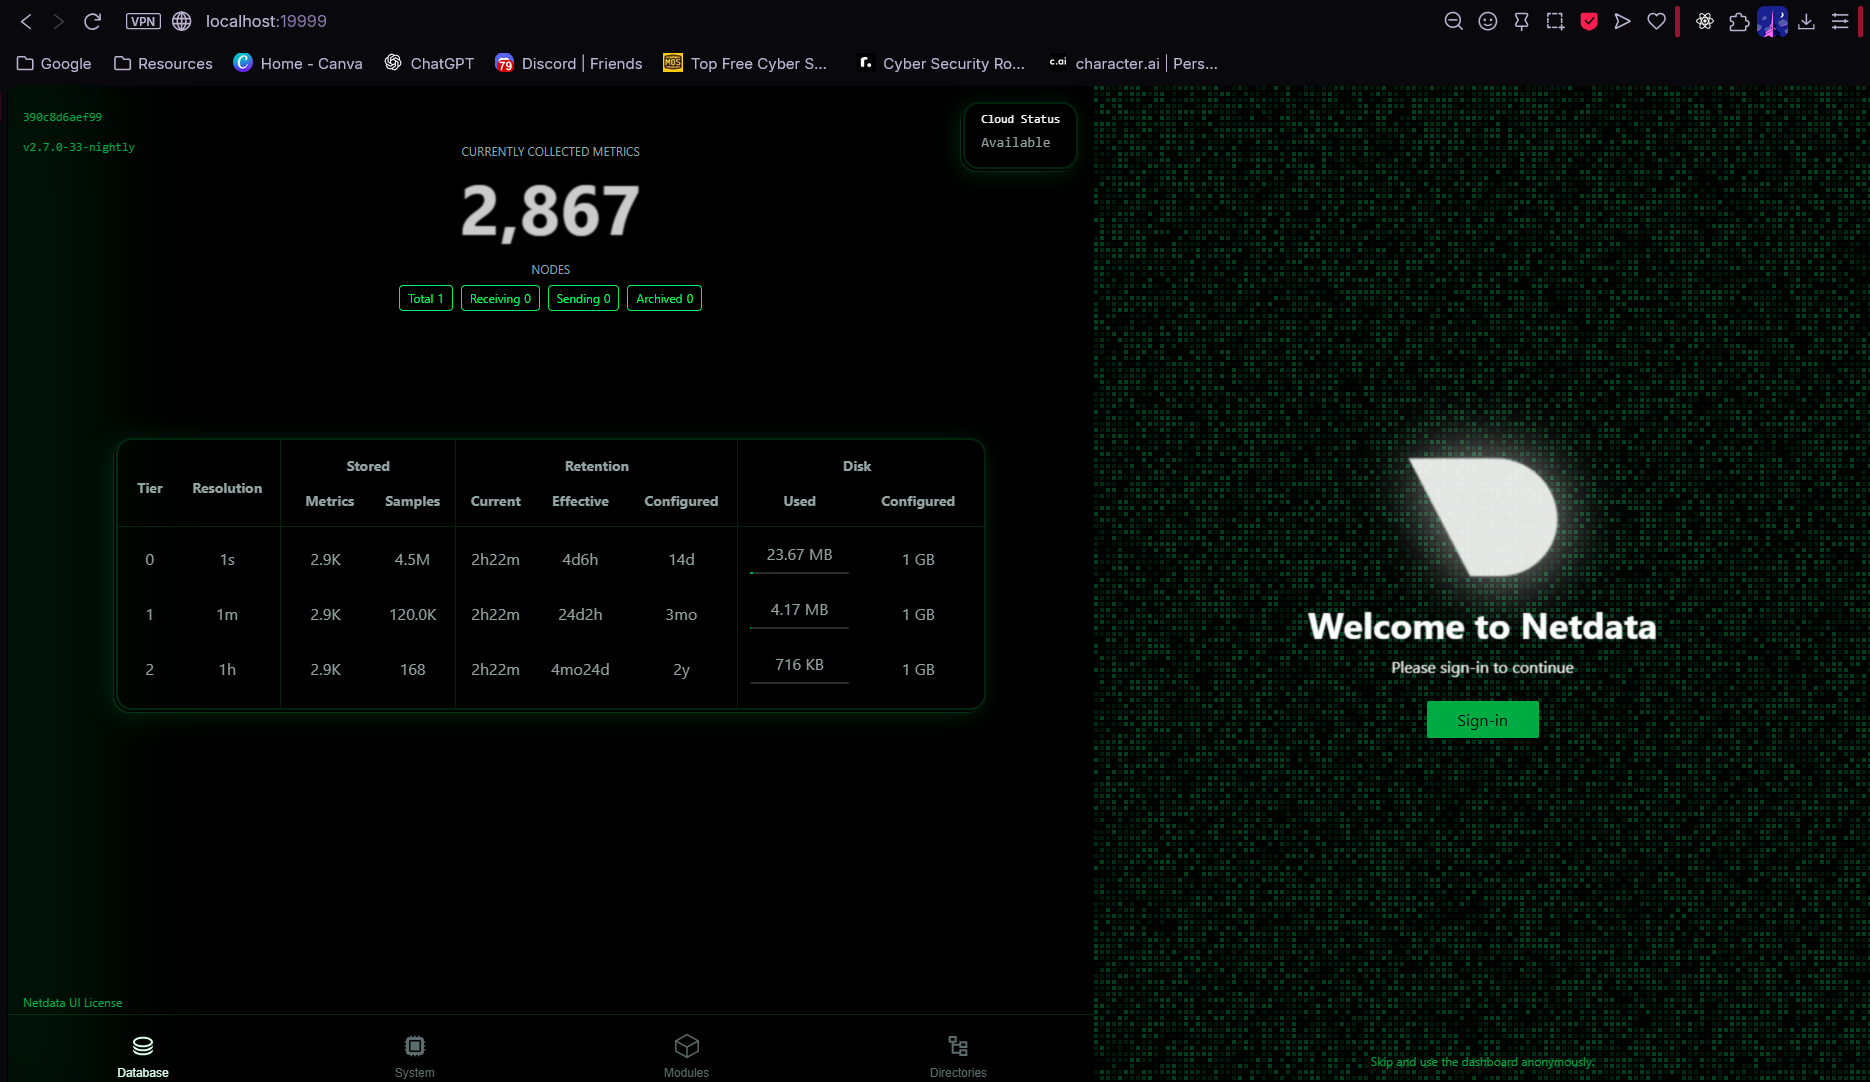 VPN localhost:19999
Google Resources Home - Canva ChatGPT 79 Discord | Friends MOS Top Free Cyber S... r. Cyber Security Ro... c.ai character.ai | Pers...
390c8d6aef99
v2.7.0-33-nightly
Cloud Status
Available
CURRENTLY COLLECTED METRICS
2,867
NODES
Total 1 Receiving 0 Sending 0 Archived 0
Stored Retention Disk
Tier Resolution
Metrics Samples Current Effective Configured Used Configured
0 1s 2.9K 4.5M 2h22m 4d6h 14d 23.67 MB 1 GB
1 1m 2.9K 120.0K 2h22m 24d2h 3mo 4.17 MB 1 GB
2 1h 2.9K 168 2h22m 4mo24d 2y 716 KB 1 GB
Netdata UI License
Database System Modules Directories
Welcome to Netdata
Please sign-in to continue
Sign-in
Skip and use the dashboard anonymously.